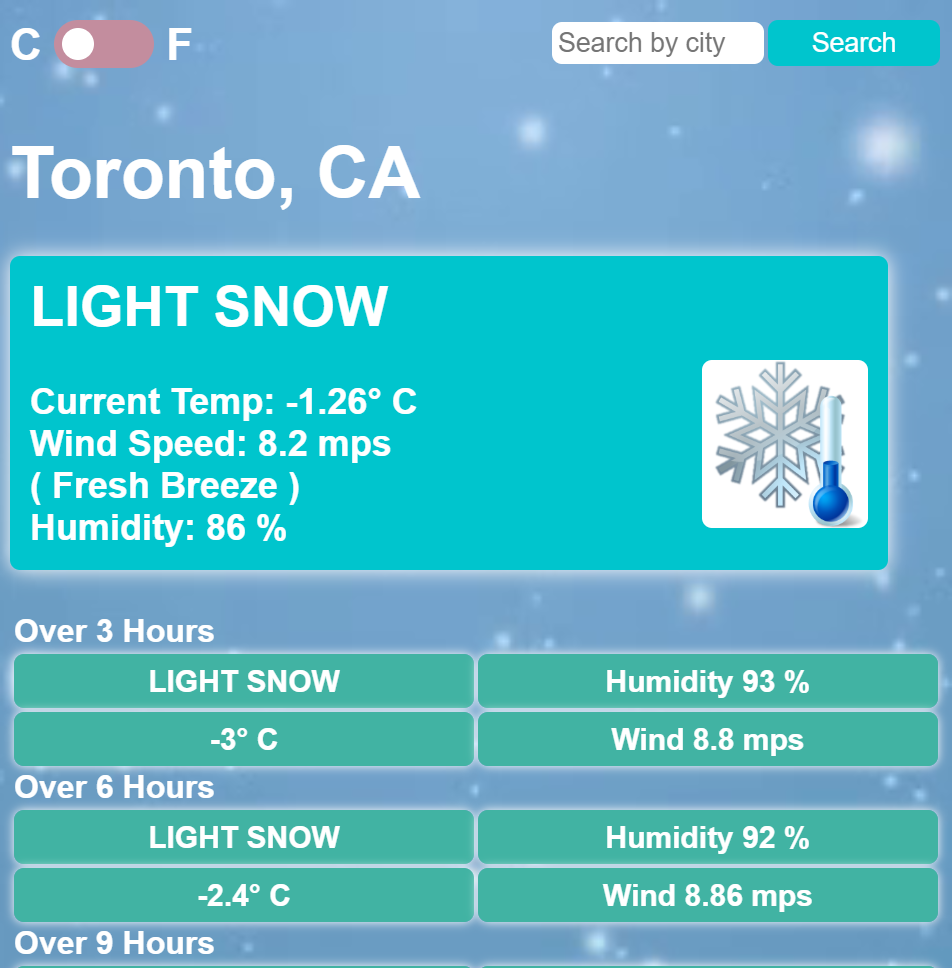 C F
Search by city
Search
Toronto, CA
LIGHT SNOW
Current Temp: -1.26° C
Wind Speed: 8.2 mps
( Fresh Breeze )
Humidity: 86 %
Over 3 Hours
LIGHT SNOW
Humidity 93 %
-3° C
Wind 8.8 mps
Over 6 Hours
LIGHT SNOW
Humidity 92 %
-2.4° C
Wind 8.86 mps
Over 9 Hours